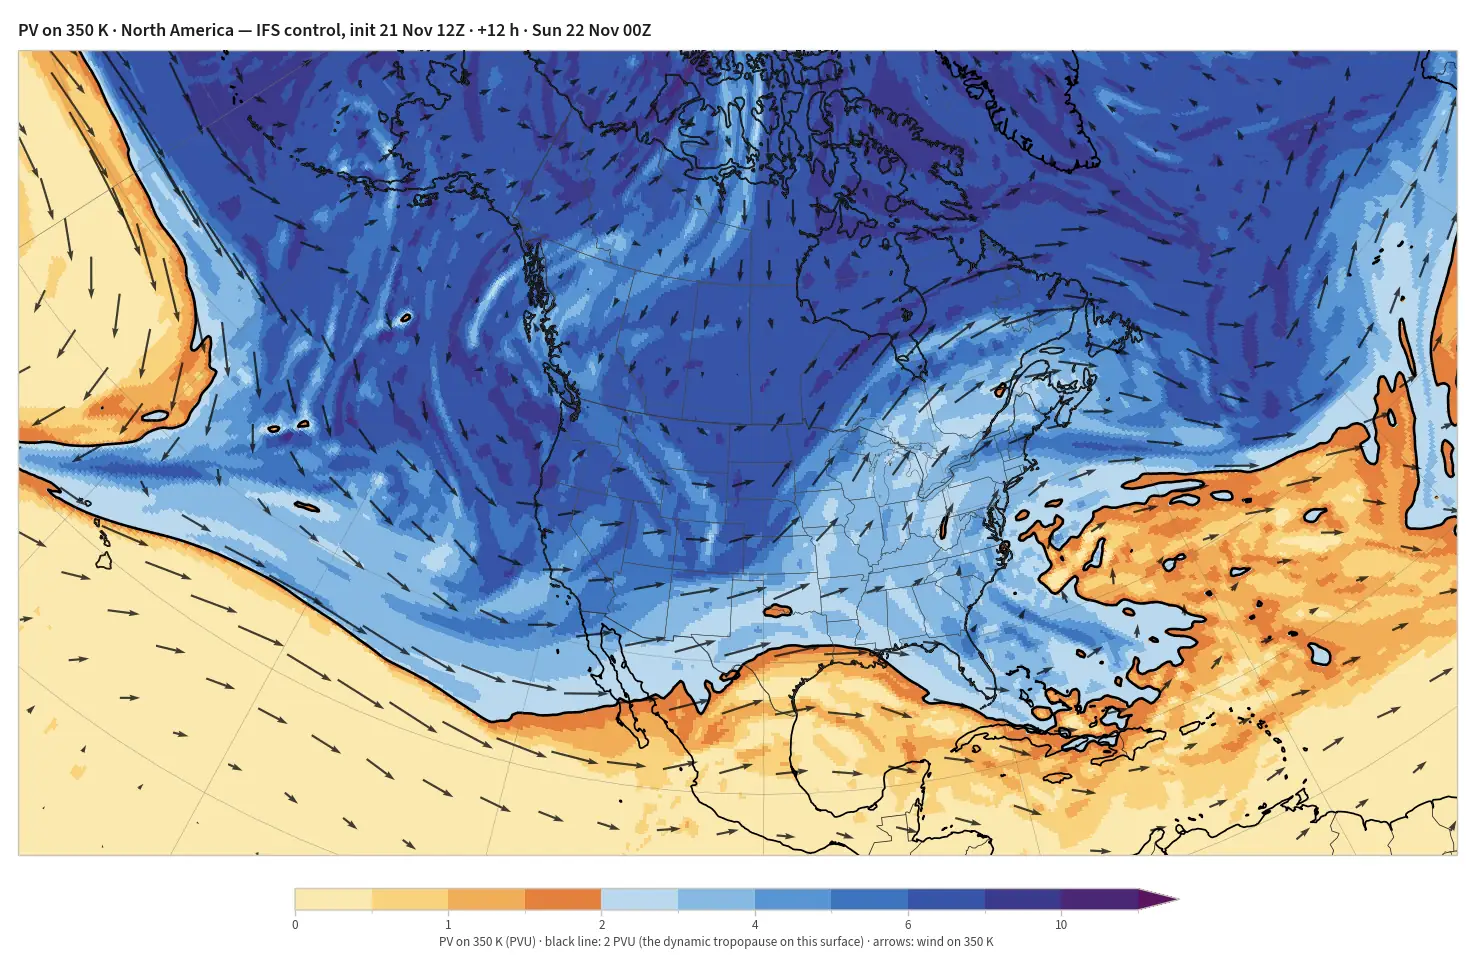 PV on 350 K · North America — IFS control, init 21 Nov 12Z · +12 h · Sun 22 Nov 00Z
0 1 2 4 6 10
PV on 350 K (PVU) · black line: 2 PVU (the dynamic tropopause on this surface) · arrows: wind on 350 K